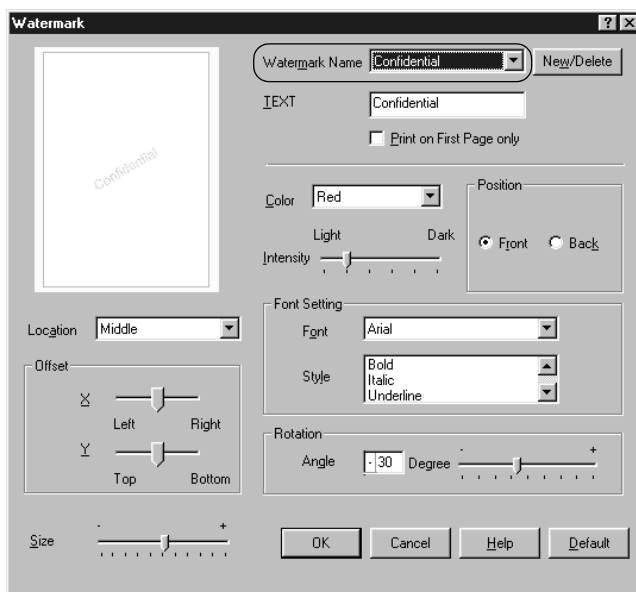 Watermark
Confidential
Watermark Name Confidential New/Delete
TEXT Confidential
Print on First Page only
Color Red
Light Dark
Intensity
Position
Front Back
Location Middle
Offset
X
Left Right
Y
Top Bottom
Font Setting
Font Arial
Style Bold
Italic
Underline
Rotation
Angle - 30 Degree - +
Size - +
OK Cancel Help Default